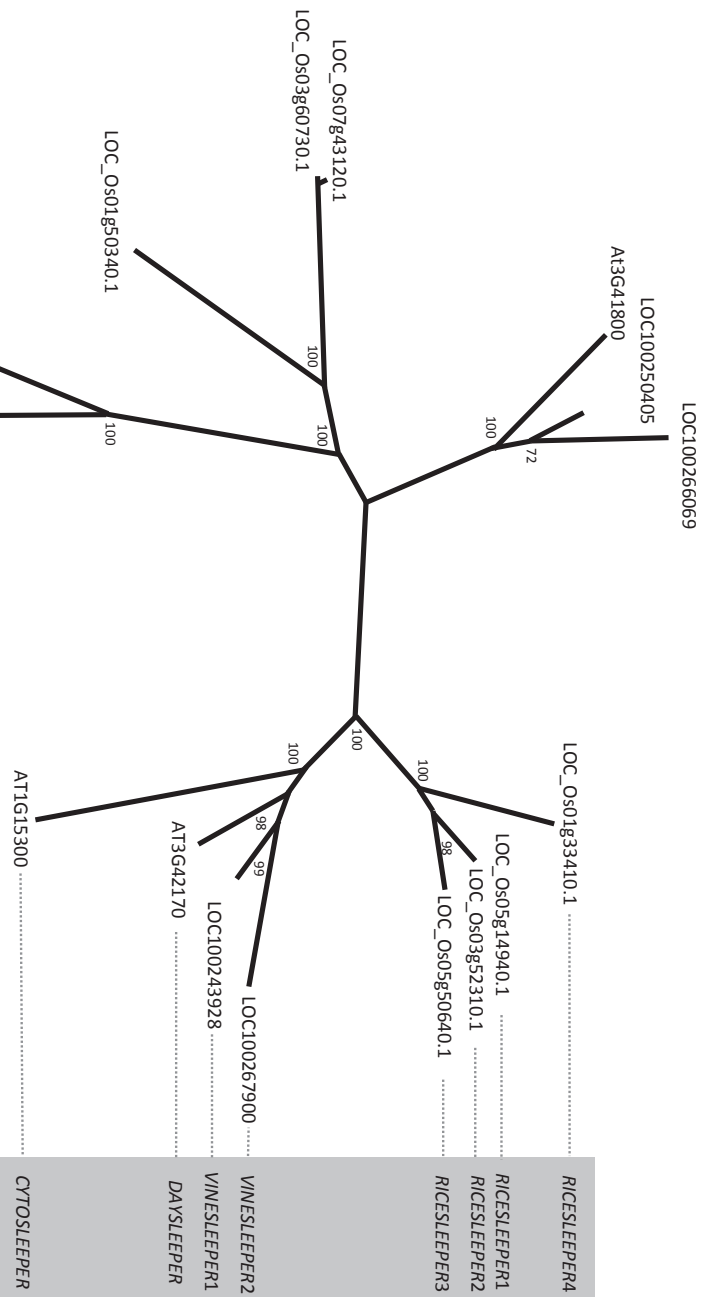 LOC100266069
LOC100250405
At3G41800
72
100
LOC_Os07g43120.1
LOC_Os03g60730.1
LOC_Os01g50340.1
100
100
100
100
LOC_Os01g33410.1
RICESLEEPER4
100
LOC_Os05g14940.1
RICESLEEPER1
LOC_Os03g52310.1
RICESLEEPER2
98
LOC_Os05g50640.1
RICESLEEPER3
100
LOC100267900
VINESLEEPER2
99
98
LOC100243928
VINESLEEPER1
AT3G42170
DAYSLEEPER
AT1G15300
CYTOSLEEPER